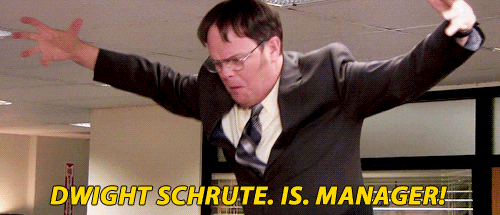 DWIGHT SCHRUTE. IS. MANAGER!